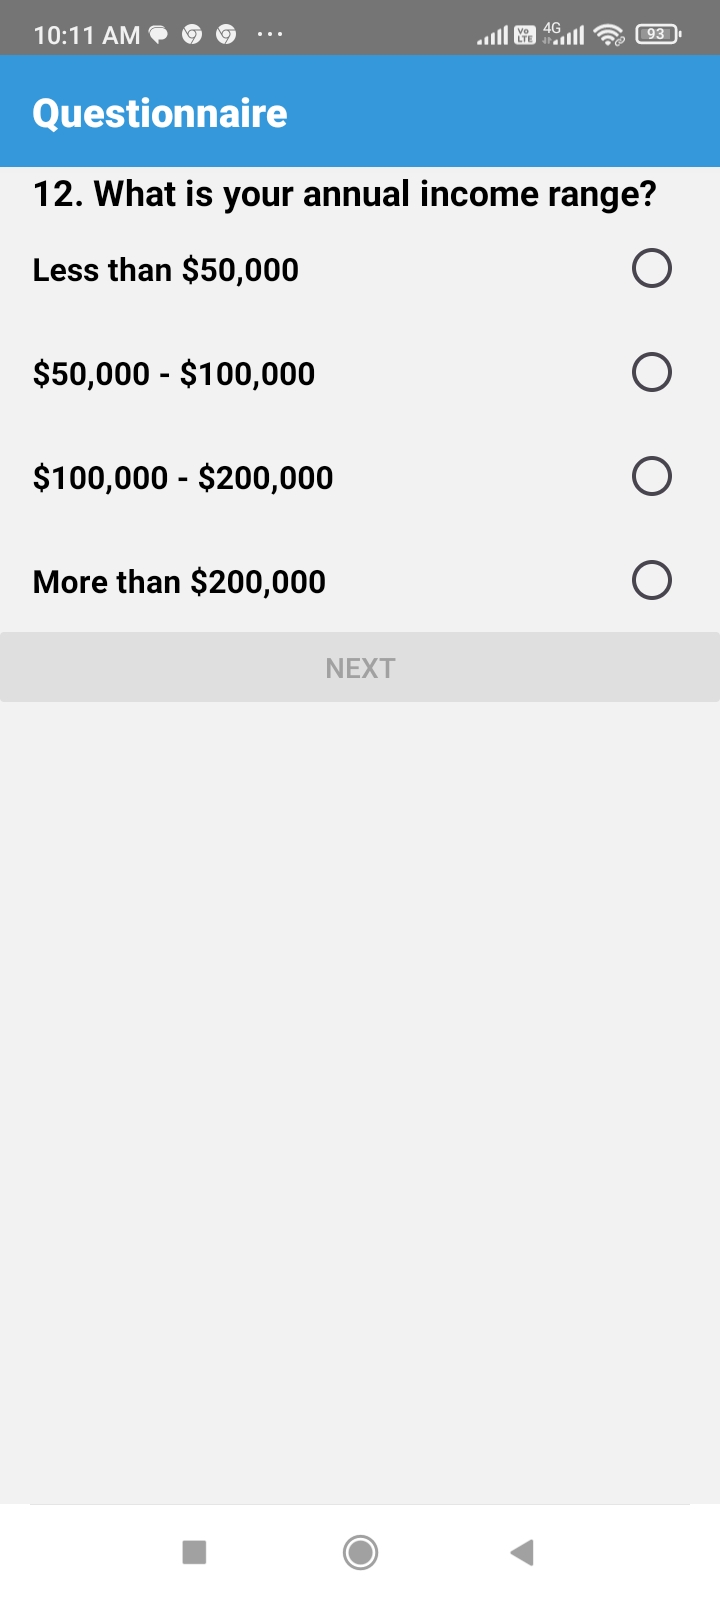 10:11 AM
Vo LTE
4G
93
Questionnaire
12. What is your annual income range?
Less than $50,000
$50,000 - $100,000
$100,000 - $200,000
More than $200,000
NEXT